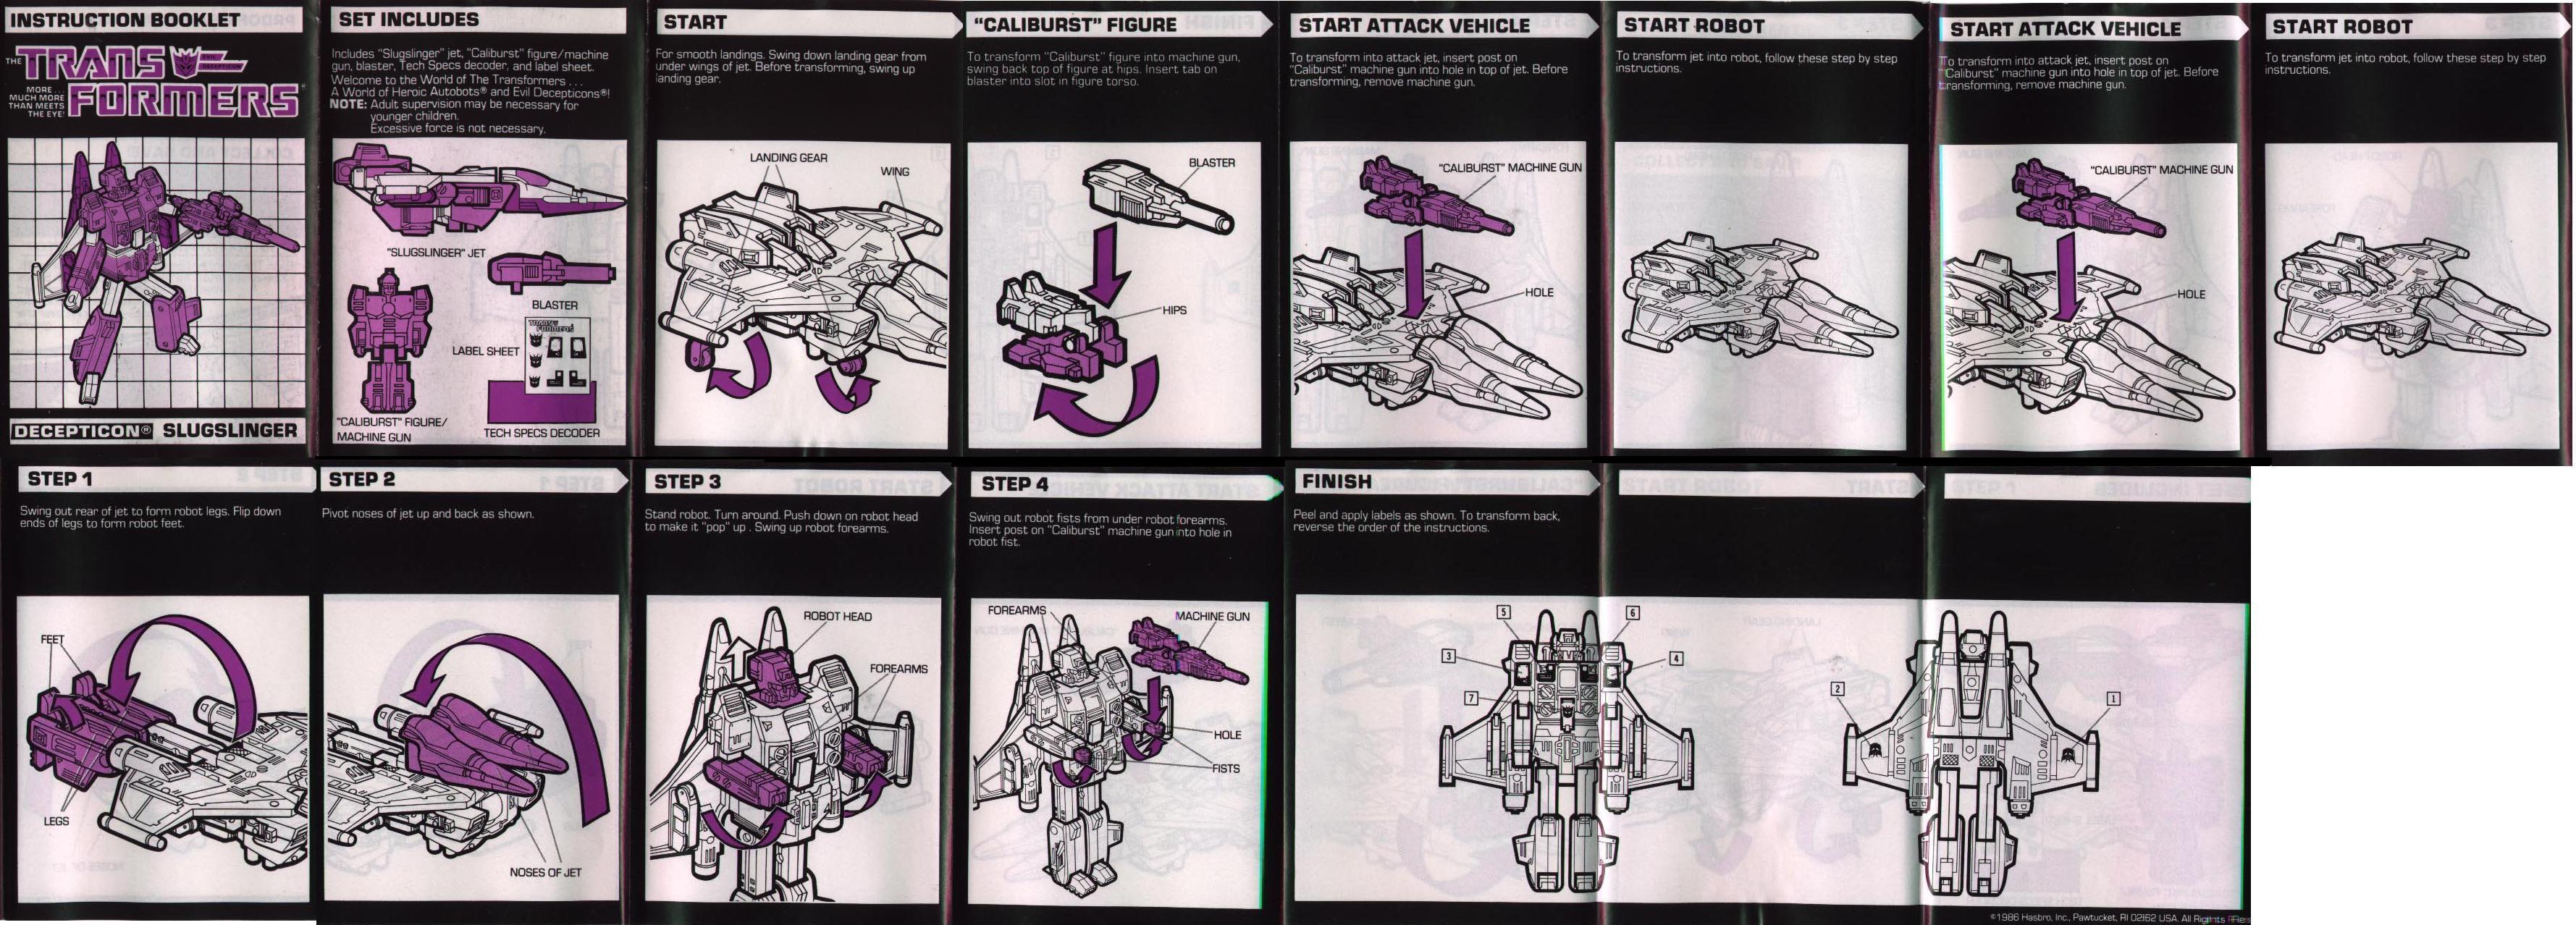 INSTRUCTION BOOKLET
THE TRANSFORMERS
MORE...
MUCH MORE
THAN MEETS
THE EYE!
DECEPTICON® SLUGSLINGER
SET INCLUDES
Includes "Slugslinger" jet, "Caliburst" figure/machine
gun, blaster, Tech Specs decoder, and label sheet.
Welcome to the World of The Transformers...
A World of Heroic Autobots® and Evil Decepticons®!
NOTE: Adult supervision may be necessary for
younger children.
Excessive force is not necessary.
"SLUGSLINGER" JET
BLASTER
LABEL SHEET
TRANSFORMERS
"CALIBURST" FIGURE/
MACHINE GUN
TECH SPECS DECODER
START
For smooth landings. Swing down landing gear from
under wings of jet. Before transforming, swing up
landing gear.
LANDING GEAR
WING
"CALIBURST" FIGURE
To transform "Caliburst" figure into machine gun,
swing back top of figure at hips. Insert tab on
blaster into slot in figure torso.
BLASTER
HIPS
START ATTACK VEHICLE
To transform into attack jet, insert post on
"Caliburst" machine gun into hole in top of jet. Before
transforming, remove machine gun.
"CALIBURST" MACHINE GUN
HOLE
START ROBOT
To transform jet into robot, follow these step by step
instructions.
START ATTACK VEHICLE
To transform into attack jet, insert post on
"Caliburst" machine gun into hole in top of jet. Before
transforming, remove machine gun.
"CALIBURST" MACHINE GUN
HOLE
START ROBOT
To transform jet into robot, follow these step by step
instructions.
STEP 1
Swing out rear of jet to form robot legs. Flip down
ends of legs to form robot feet.
FEET
LEGS
STEP 2
Pivot noses of jet up and back as shown.
NOSES OF JET
STEP 3
Stand robot. Turn around. Push down on robot head
to make it "pop" up . Swing up robot forearms.
ROBOT HEAD
FOREARMS
STEP 4
Swing out robot fists from under robot forearms.
Insert post on "Caliburst" machine gun into hole in
robot fist.
FOREARMS
MACHINE GUN
HOLE
FISTS
FINISH
Peel and apply labels as shown. To transform back,
reverse the order of the instructions.
5
6
3
4
7
2
1
©1986 Hasbro, Inc., Pawtucket, RI 02862 USA. All Rights